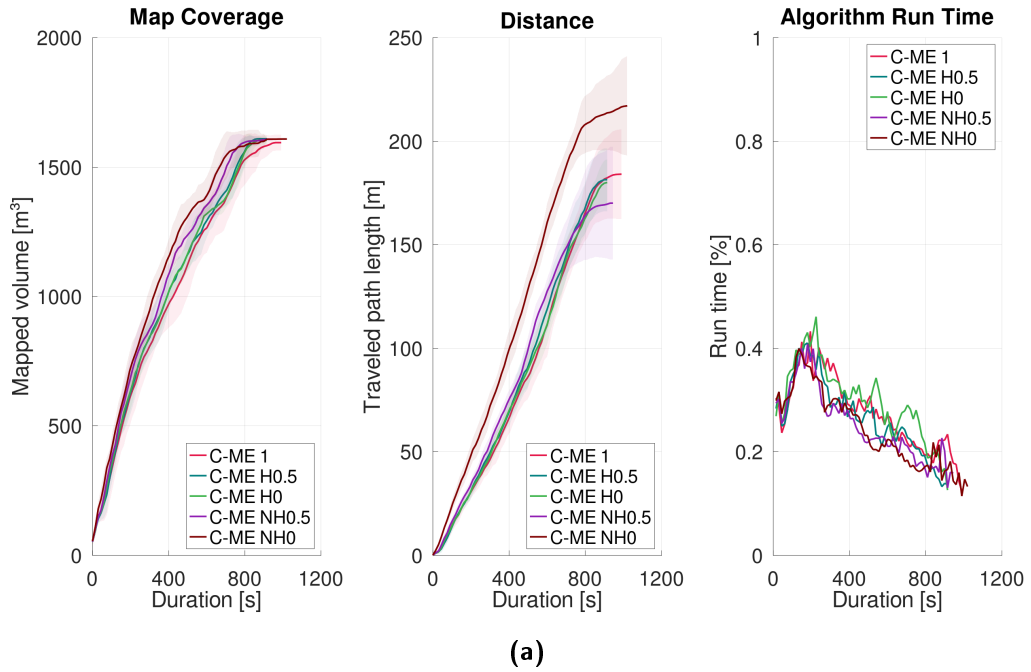 Map Coverage
2000
1500
1000
500
0
0
400
800
1200
Mapped volume [m³]
Duration [s]
C-ME 1
C-ME H0.5
C-ME H0
C-ME NH0.5
C-ME NH0
Distance
250
200
150
100
50
0
0
400
800
1200
Traveled path length [m]
Duration [s]
C-ME 1
C-ME H0.5
C-ME H0
C-ME NH0.5
C-ME NH0
Algorithm Run Time
1
0.8
0.6
0.4
0.2
0
0
400
800
1200
Run time [%]
Duration [s]
C-ME 1
C-ME H0.5
C-ME H0
C-ME NH0.5
C-ME NH0
(a)